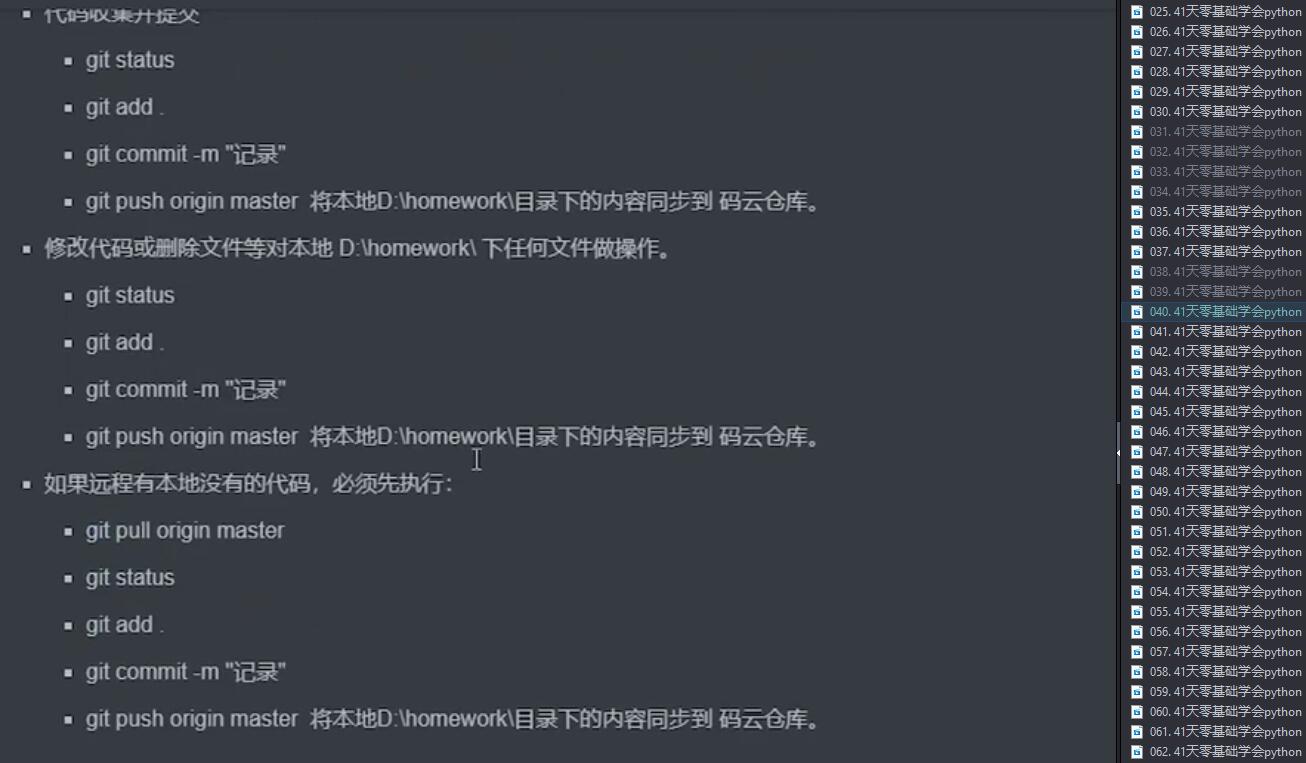 代码收集并提交
git status
git add .
git commit -m "记录"
git push origin master 将本地D:\homework\目录下的内容同步到 码云仓库。
修改代码或删除文件等对本地 D:\homework\ 下任何文件做操作。
git status
git add .
git commit -m "记录"
git push origin master 将本地D:\homework\目录下的内容同步到 码云仓库。
如果远程有本地没有的代码，必须先执行：
git pull origin master
git status
git add .
git commit -m "记录"
git push origin master 将本地D:\homework\目录下的内容同步到 码云仓库。
025. 41天零基础学会python
026. 41天零基础学会python
027. 41天零基础学会python
028. 41天零基础学会python
029. 41天零基础学会python
030. 41天零基础学会python
031. 41天零基础学会python
032. 41天零基础学会python
033. 41天零基础学会python
034. 41天零基础学会python
035. 41天零基础学会python
036. 41天零基础学会python
037. 41天零基础学会python
038. 41天零基础学会python
039. 41天零基础学会python
040. 41天零基础学会python
041. 41天零基础学会python
042. 41天零基础学会python
043. 41天零基础学会python
044. 41天零基础学会python
045. 41天零基础学会python
046. 41天零基础学会python
047. 41天零基础学会python
048. 41天零基础学会python
049. 41天零基础学会python
050. 41天零基础学会python
051. 41天零基础学会python
052. 41天零基础学会python
053. 41天零基础学会python
054. 41天零基础学会python
055. 41天零基础学会python
056. 41天零基础学会python
057. 41天零基础学会python
058. 41天零基础学会python
059. 41天零基础学会python
060. 41天零基础学会python
061. 41天零基础学会python
062. 41天零基础学会python